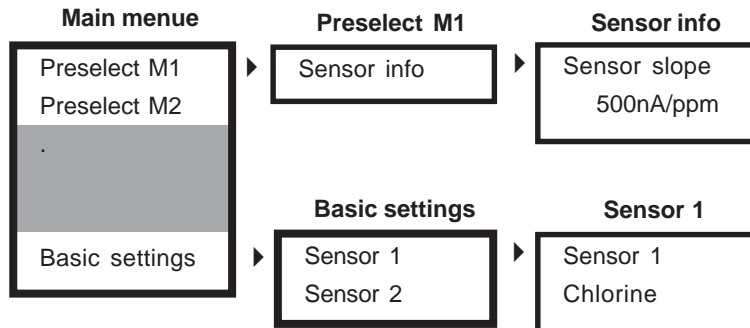 Main menue
Preselect M1
Preselect M2
.
Basic settings
Preselect M1
Sensor info
Sensor info
Sensor slope
500nA/ppm
Basic settings
Sensor 1
Sensor 2
Sensor 1
Sensor 1
Chlorine